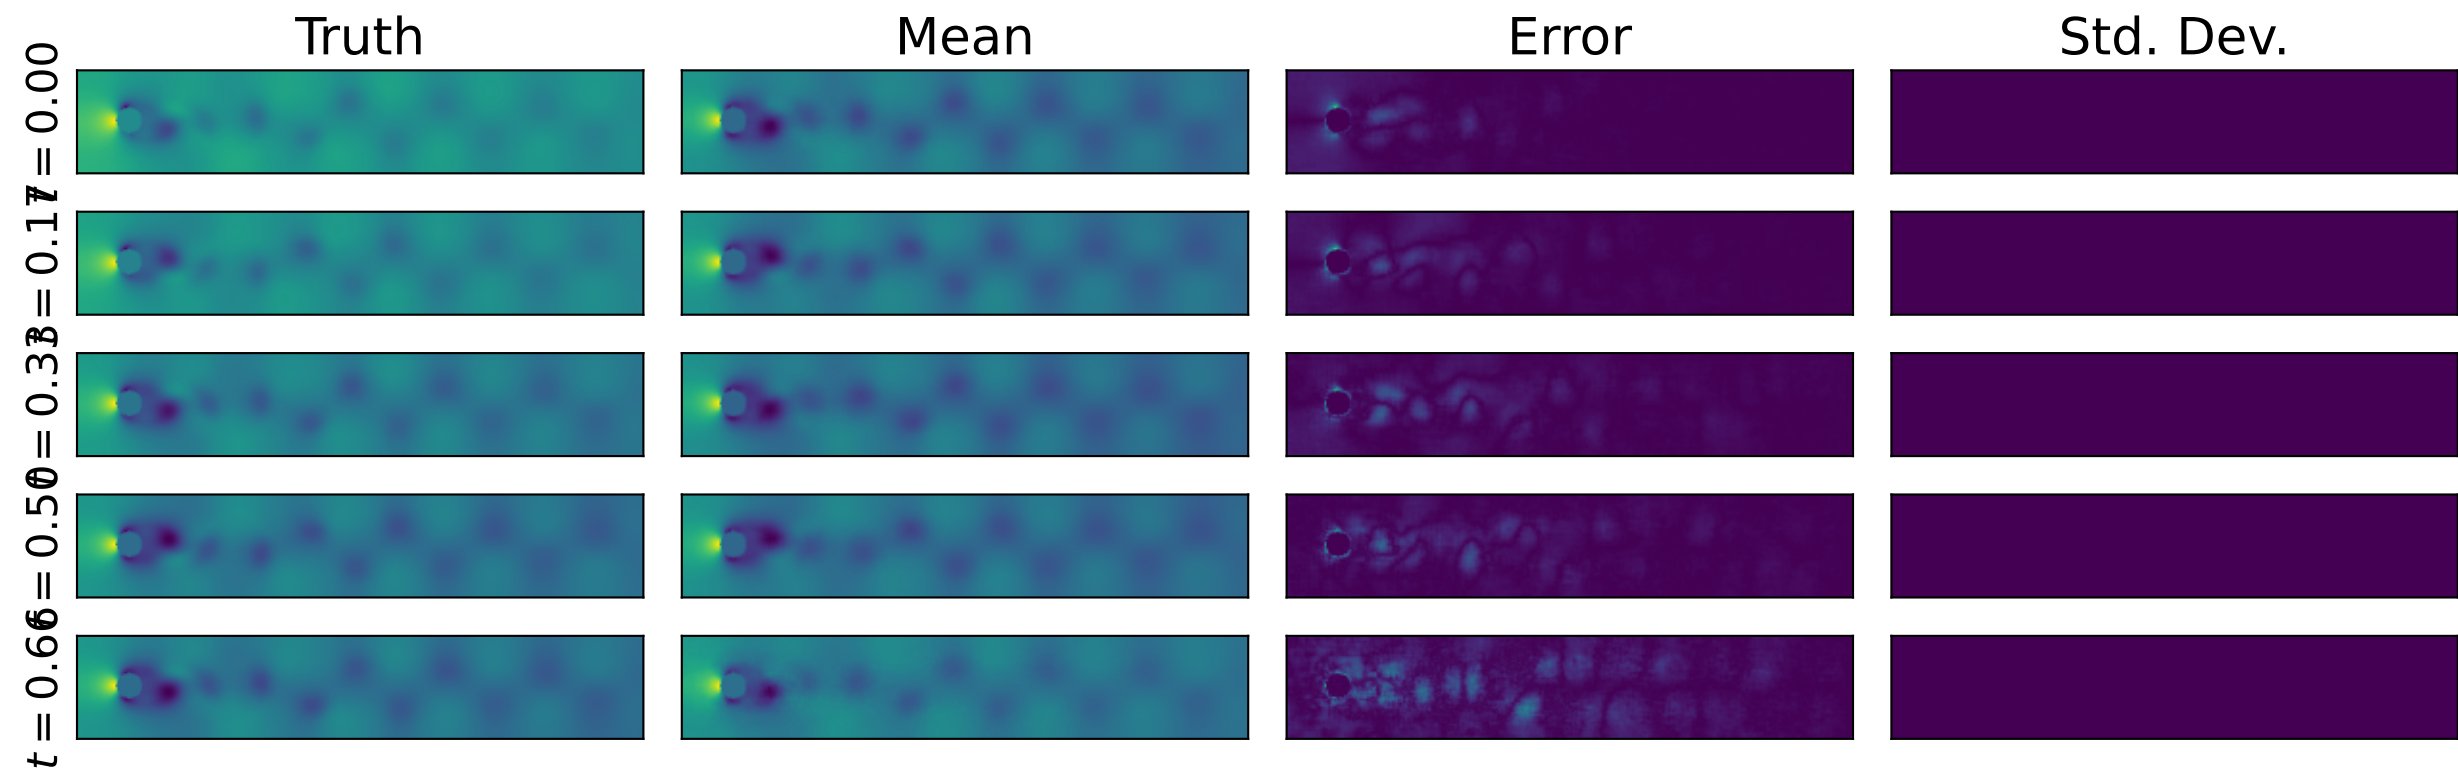 Truth Mean Error Std. Dev.
t = 0.00
t = 0.17
t = 0.33
t = 0.50
t = 0.66